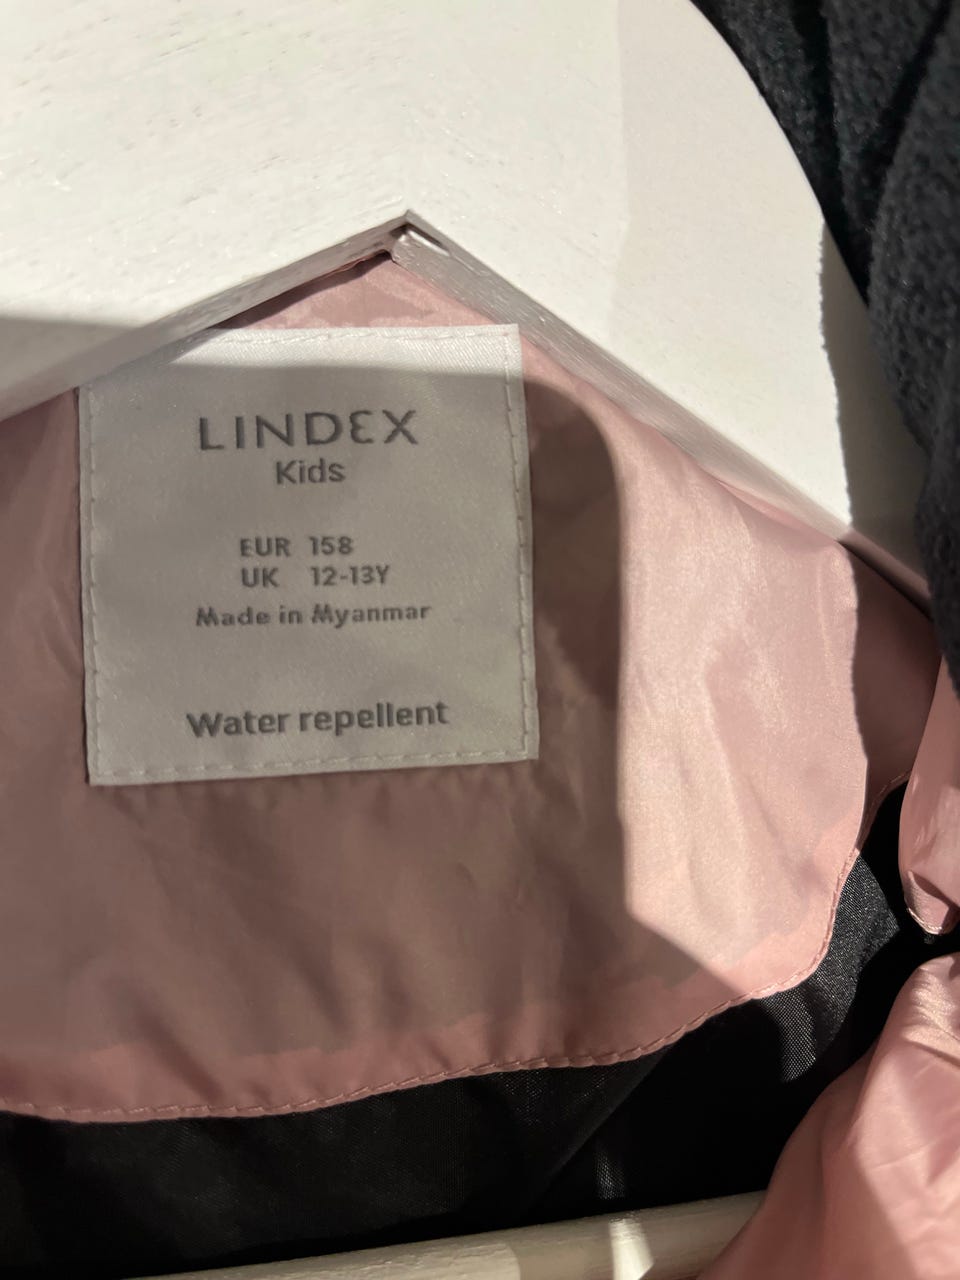 LINDEX
Kids
EUR 158
UK 12-13Y
Made in Myanmar
Water repellent